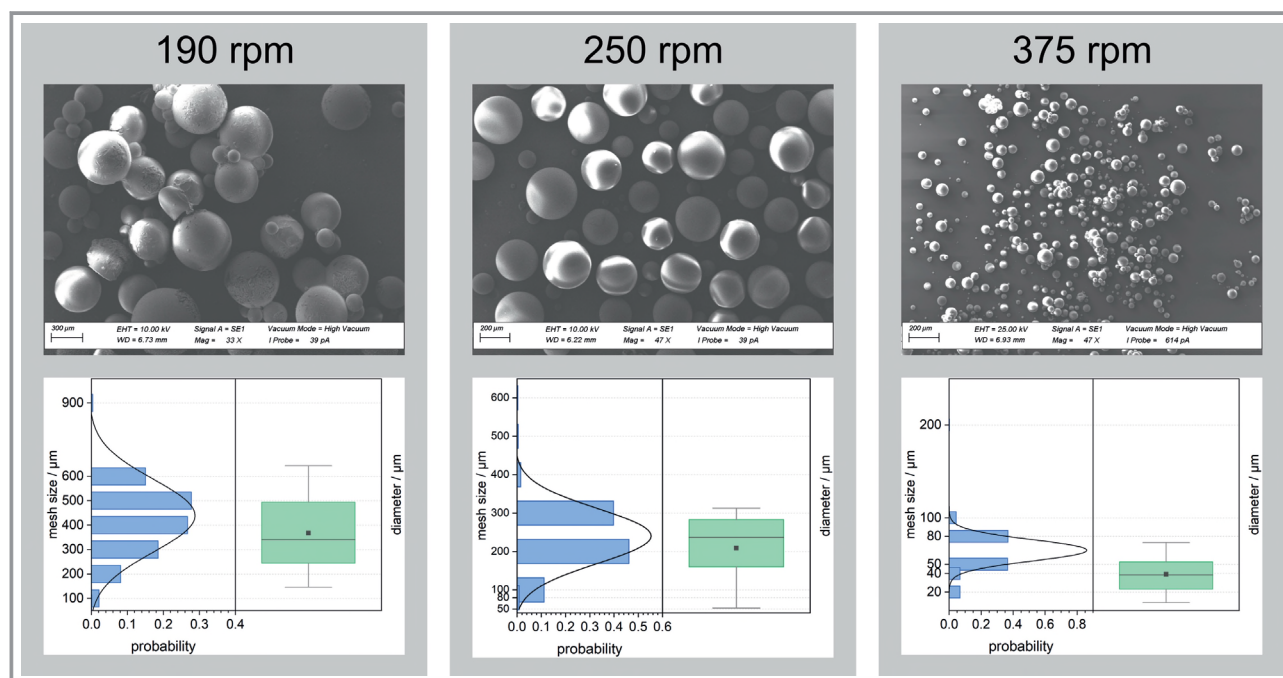 190 rpm
300 µm
EHT = 10.00 kV Signal A = SE1 Vacuum Mode = High Vacuum
WD = 6.73 mm Mag = 33 X I Probe = 39 pA
mesh size / µm
900
600
500
400
300
200
100
0.0 0.1 0.2 0.3 0.4
probability
diameter / µm
250 rpm
200 µm
EHT = 10.00 kV Signal A = SE1 Vacuum Mode = High Vacuum
WD = 6.22 mm Mag = 47 X I Probe = 39 pA
mesh size / µm
600
500
400
300
200
100
80
50
0.0 0.1 0.2 0.3 0.4 0.5 0.6
probability
diameter / µm
375 rpm
200 µm
EHT = 25.00 kV Signal A = SE1 Vacuum Mode = High Vacuum
WD = 6.93 mm Mag = 47 X I Probe = 614 pA
mesh size / µm
200
100
80
50
40
20
0.0 0.2 0.4 0.6 0.8
probability
diameter / µm